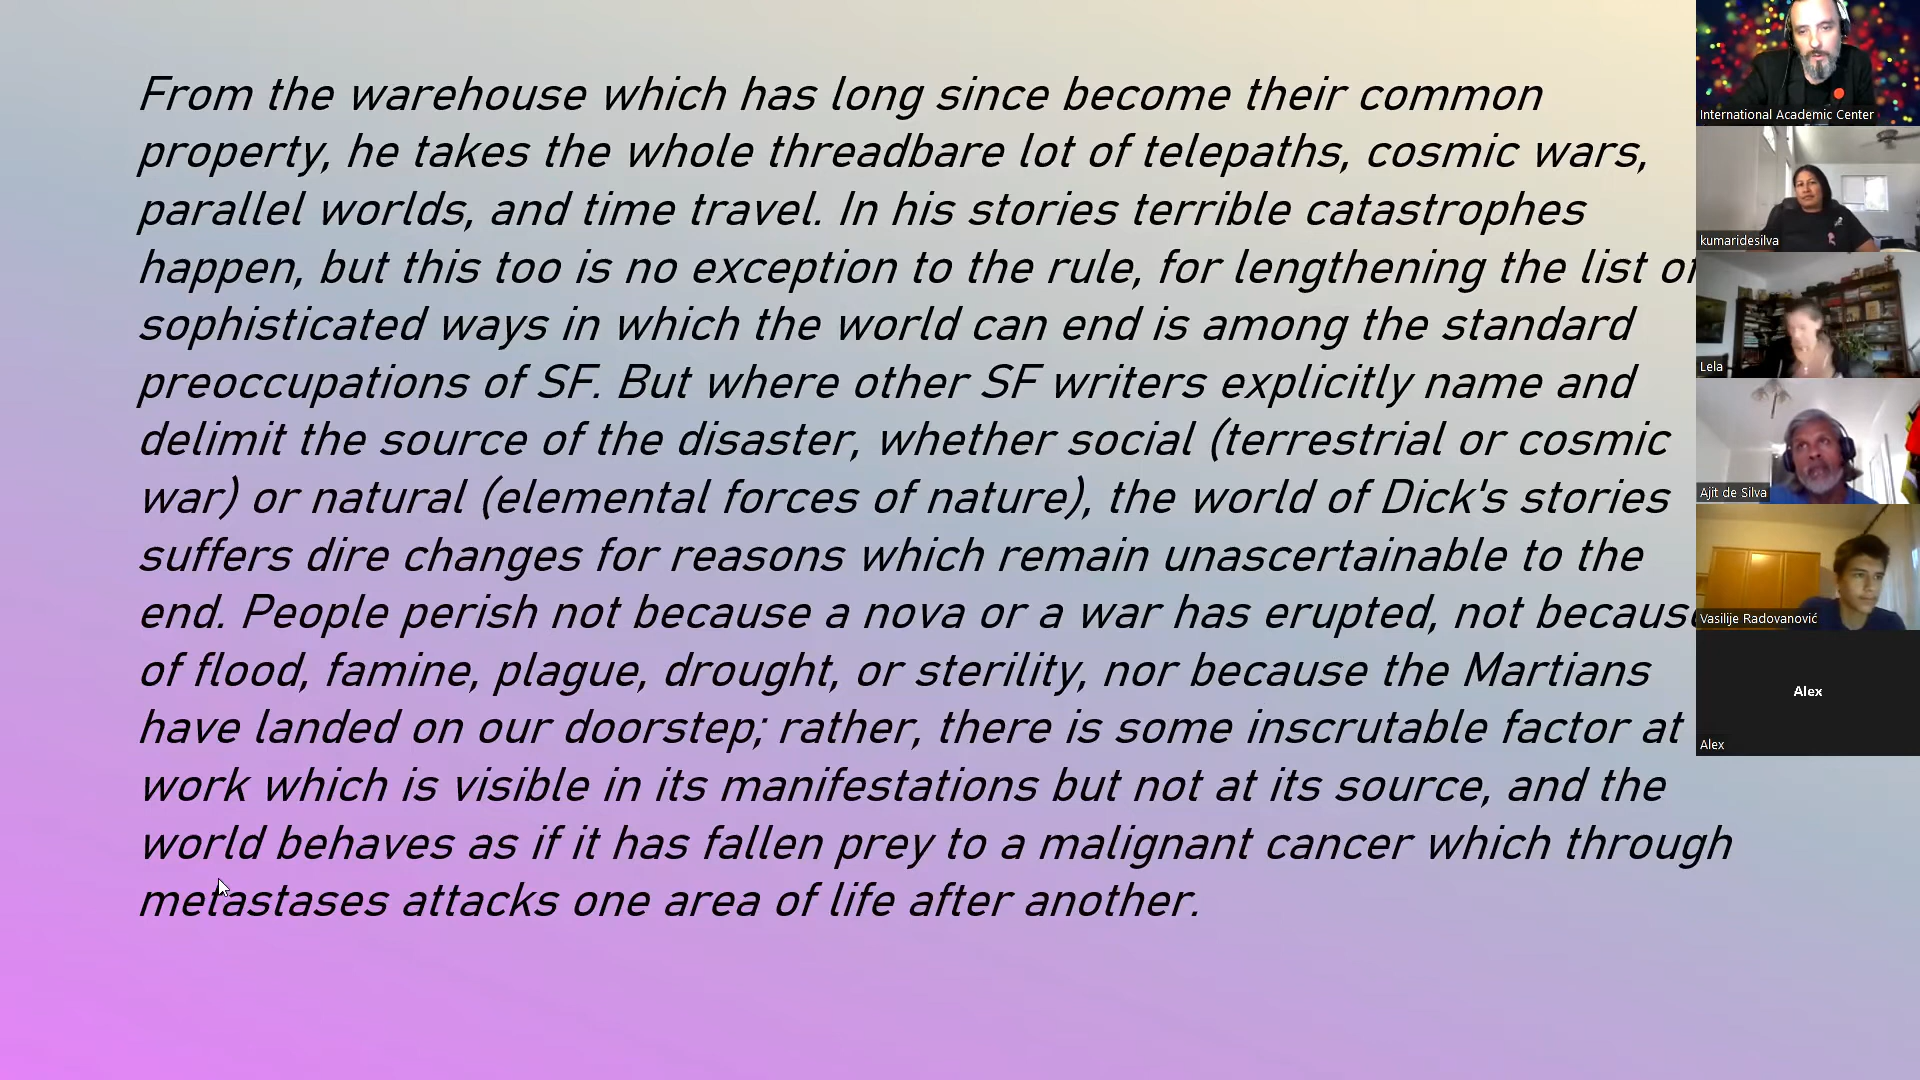 From the warehouse which has long since become their common
property, he takes the whole threadbare lot of telepaths, cosmic wars,
parallel worlds, and time travel. In his stories terrible catastrophes
happen, but this too is no exception to the rule, for lengthening the list of
sophisticated ways in which the world can end is among the standard
preoccupations of SF. But where other SF writers explicitly name and
delimit the source of the disaster, whether social (terrestrial or cosmic
war) or natural (elemental forces of nature), the world of Dick's stories
suffers dire changes for reasons which remain unascertainable to the
end. People perish not because a nova or a war has erupted, not because
of flood, famine, plague, drought, or sterility, nor because the Martians
have landed on our doorstep; rather, there is some inscrutable factor at
work which is visible in its manifestations but not at its source, and the
world behaves as if it has fallen prey to a malignant cancer which through
metastases attacks one area of life after another.
International Academic Center
kumaridesilva
Lela
Ajit de Silva
Vasilije Radovanović
Alex
Alex